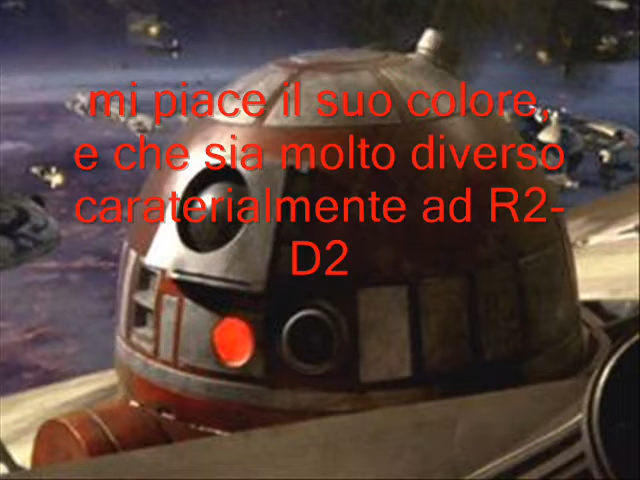 mi piace il suo colore,
e che sia molto diverso
caraterialmente ad R2-
D2